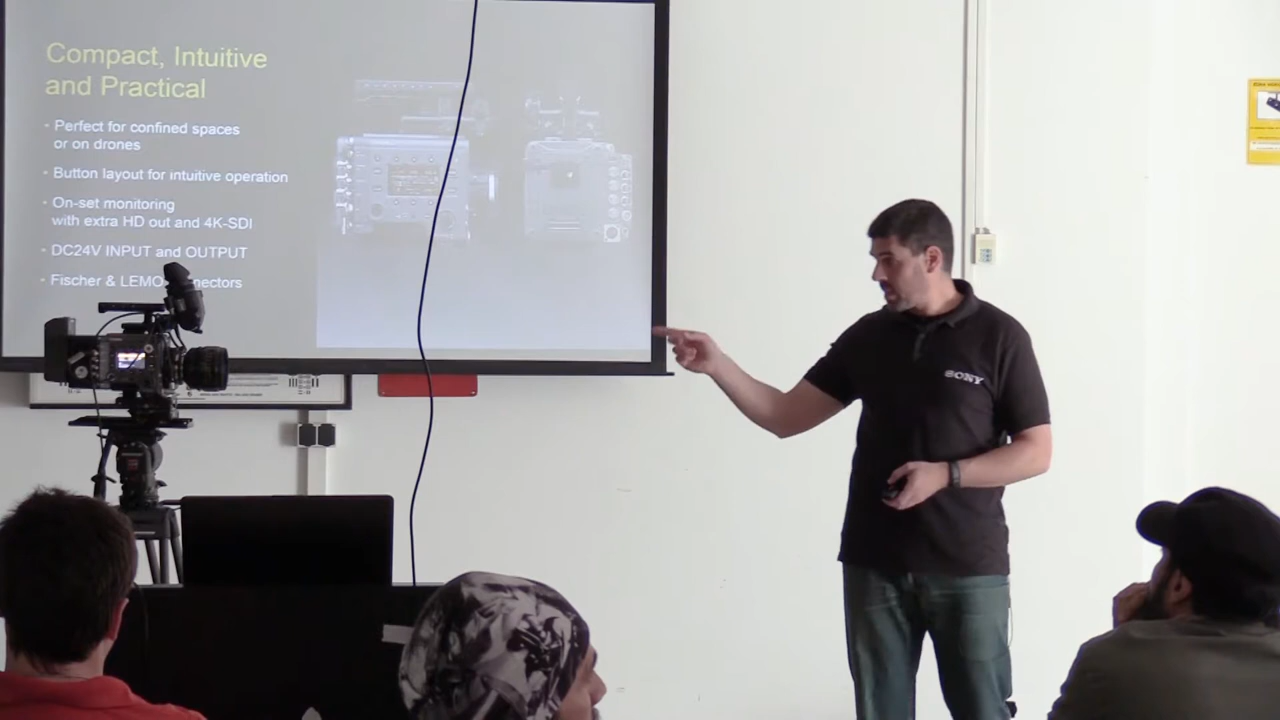 Compact, Intuitive
and Practical
- Perfect for confined spaces
or on drones
- Button layout for intuitive operation
- On-set monitoring
with extra HD out and 4K-SDI
- DC24V INPUT and OUTPUT
- Fischer & LEMO nnectors
SONY